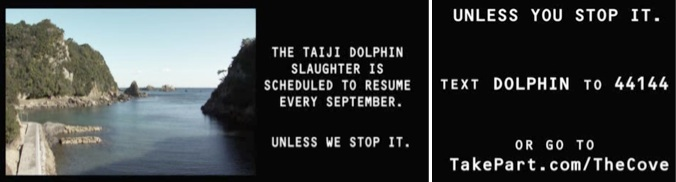 THE TAIJI DOLPHIN
SLAUGHTER IS
SCHEDULED TO RESUME
EVERY SEPTEMBER.
UNLESS WE STOP IT.
UNLESS YOU STOP IT.
TEXT DOLPHIN TO 44144
OR GO TO
TakePart.com/TheCove